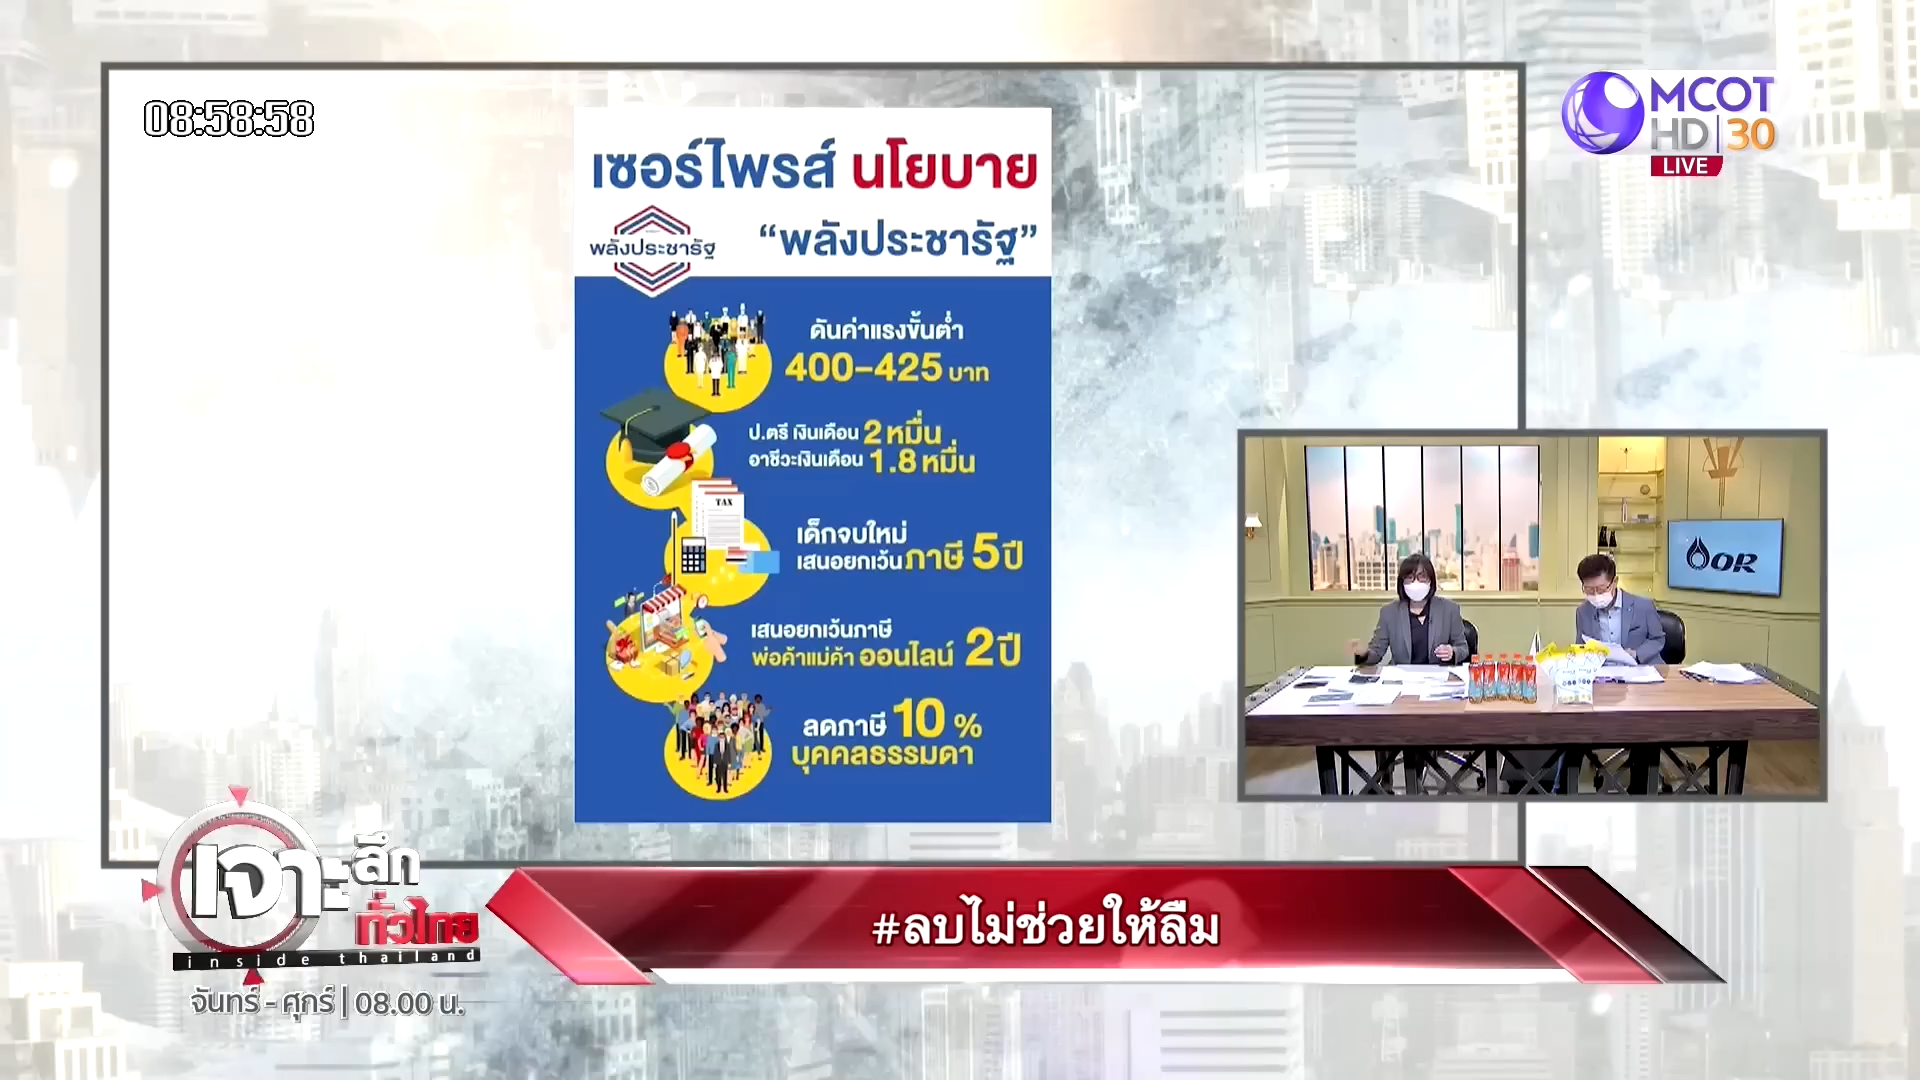 08:58:58
MCOT
HD|30
LIVE
เซอร์ไพรส์ นโยบาย
พลังประชารัฐ
“พลังประชารัฐ”
ดันค่าแรงขั้นต่ำ
400-425 บาท
ป.ตรี เงินเดือน 2 หมื่น
อาชีวะเงินเดือน 1.8 หมื่น
TAX
เด็กจบใหม่
เสนอยกเว้นภาษี 5 ปี
เสนอยกเว้นภาษี
พ่อค้าแม่ค้า ออนไลน์ 2 ปี
ลดภาษี 10 %
บุคคลธรรมดา
OR
เจาะลึก
ทั่วไทย
inside thailand
จันทร์ - ศุกร์ | 08.00 น.
#ลบไม่ช่วยให้ลืม